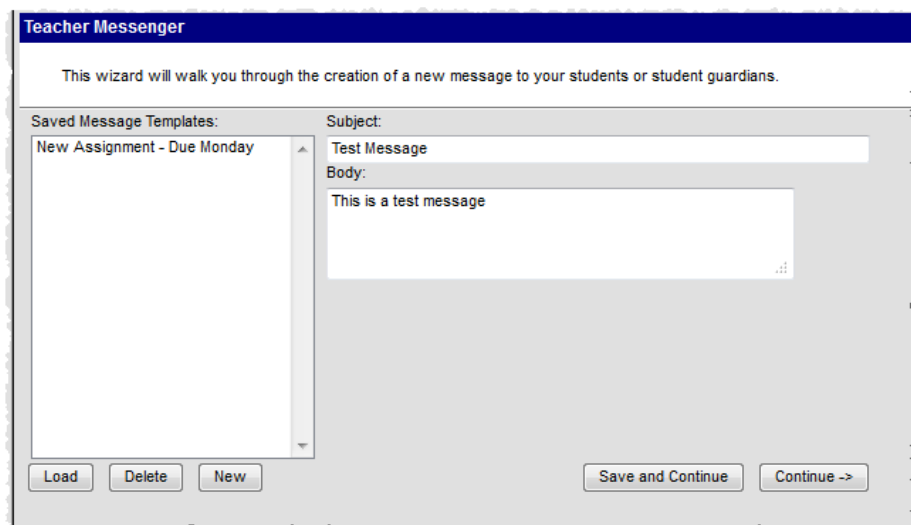 Teacher Messenger
This wizard will walk you through the creation of a new message to your students or student guardians.
Saved Message Templates:
New Assignment - Due Monday
Subject:
Test Message
Body:
This is a test message
Load
Delete
New
Save and Continue
Continue ->